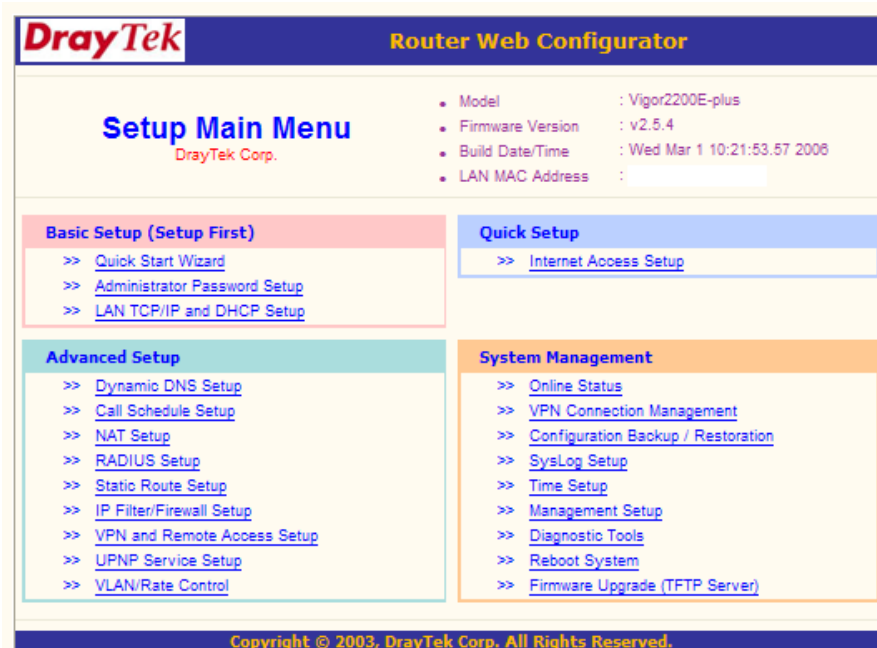 DrayTek
Router Web Configurator
Setup Main Menu
DrayTek Corp.
Model : Vigor2200E-plus
Firmware Version : v2.5.4
Build Date/Time : Wed Mar 1 10:21:53.57 2006
LAN MAC Address :
Basic Setup (Setup First)
>> Quick Start Wizard
>> Administrator Password Setup
>> LAN TCP/IP and DHCP Setup
Quick Setup
>> Internet Access Setup
Advanced Setup
>> Dynamic DNS Setup
>> Call Schedule Setup
>> NAT Setup
>> RADIUS Setup
>> Static Route Setup
>> IP Filter/Firewall Setup
>> VPN and Remote Access Setup
>> UPNP Service Setup
>> VLAN/Rate Control
System Management
>> Online Status
>> VPN Connection Management
>> Configuration Backup / Restoration
>> SysLog Setup
>> Time Setup
>> Management Setup
>> Diagnostic Tools
>> Reboot System
>> Firmware Upgrade (TFTP Server)
Copyright © 2003, DrayTek Corp. All Rights Reserved.